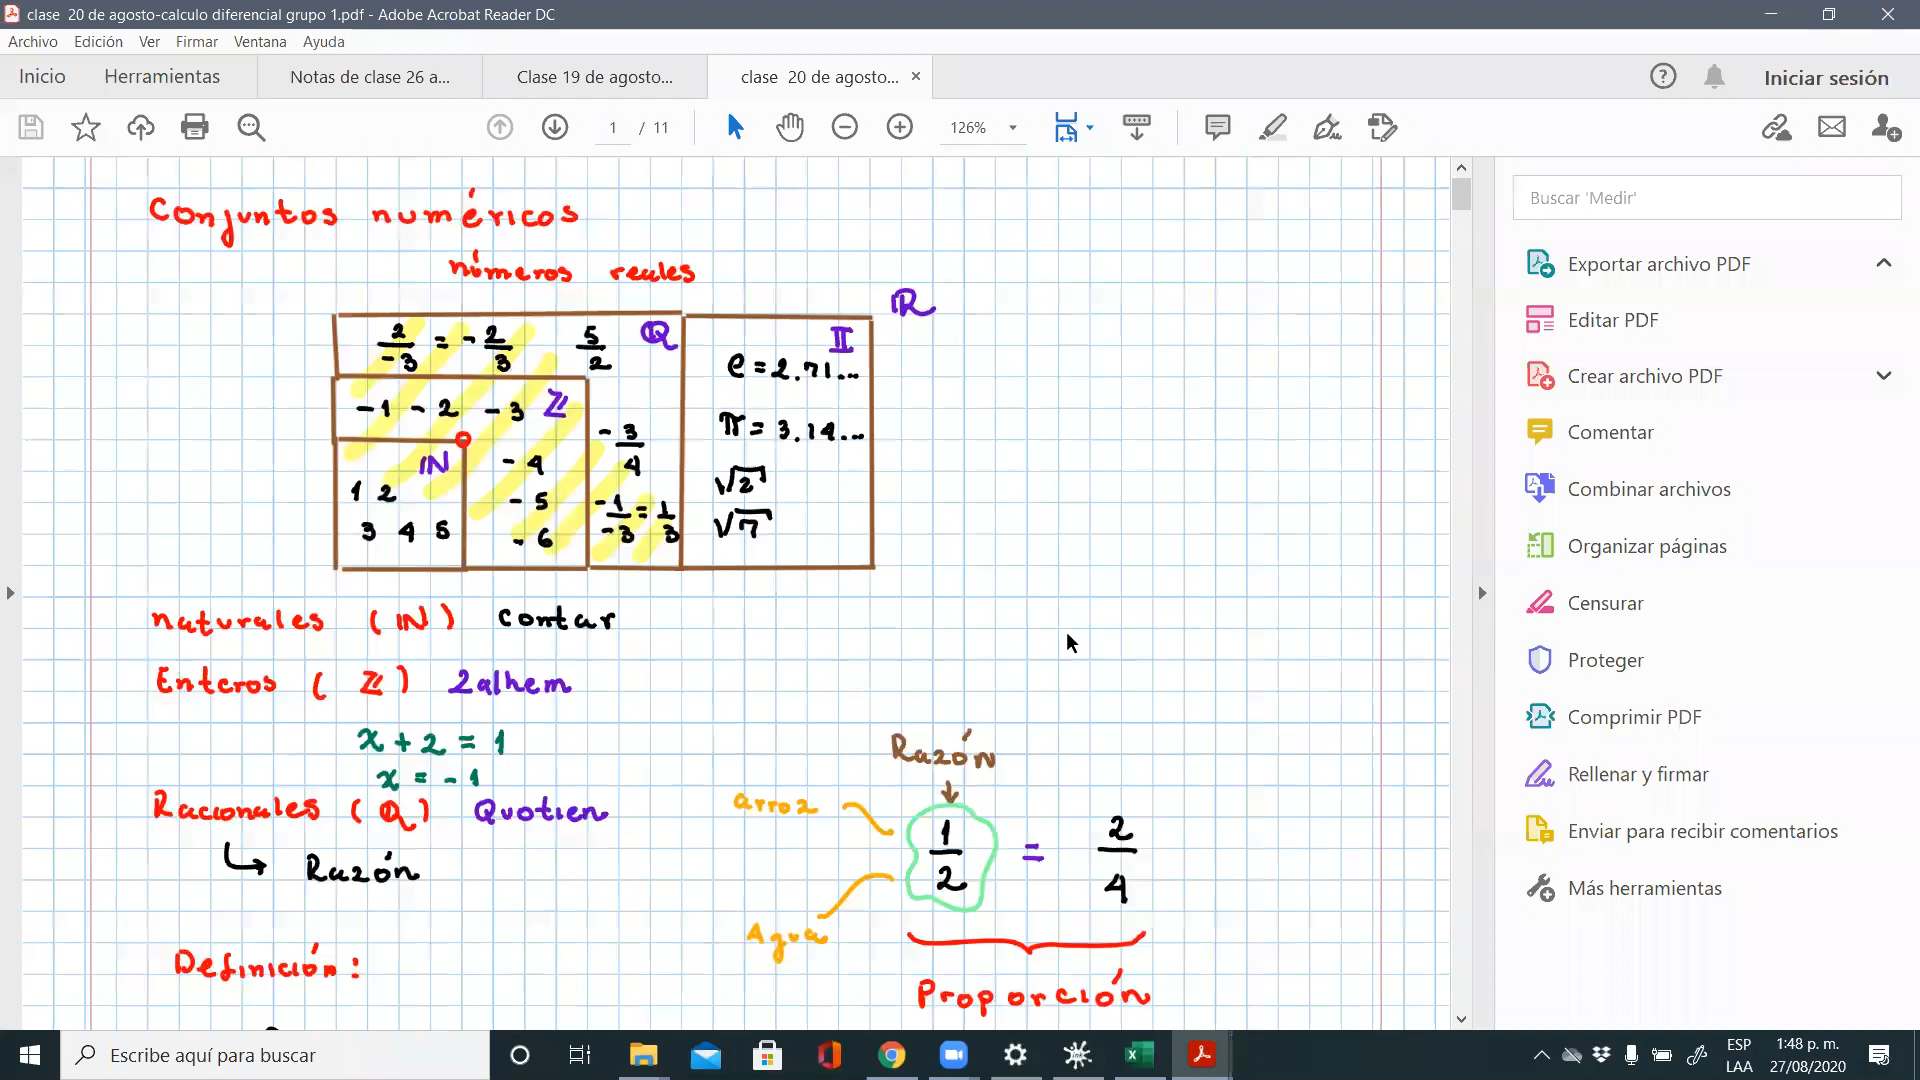 clase 20 de agosto-calculo diferencial grupo 1.pdf - Adobe Acrobat Reader DC
Archivo Edición Ver Firmar Ventana Ayuda
Inicio Herramientas Notas de clase 26 a... Clase 19 de agosto... clase 20 de agosto... × Iniciar sesión
1 / 11 126%
Buscar 'Medir'
Exportar archivo PDF
Editar PDF
Crear archivo PDF
Comentar
Combinar archivos
Organizar páginas
Censurar
Proteger
Comprimir PDF
Rellenar y firmar
Enviar para recibir comentarios
Más herramientas
Conjuntos numéricos
números reales
ℝ
2/-3 = -2/3 5/2 ℚ 𝕀
e = 2.71...
-1 -2 -3 ℤ
π = 3.14...
-3/4
ℕ -4
√2
1 2 -5
-1/-3 = 1/3
√7
3 4 5 -6
naturales (ℕ) contar
Enteros (ℤ) Zalhem
x + 2 = 1
x = -1
Racionales (ℚ) Quotien
↳ Razón
Razón
arroz
1/2 = 2/4
Agua
Proporción
Definición:
Escribe aquí para buscar
ESP
LAA
1:48 p. m.
27/08/2020